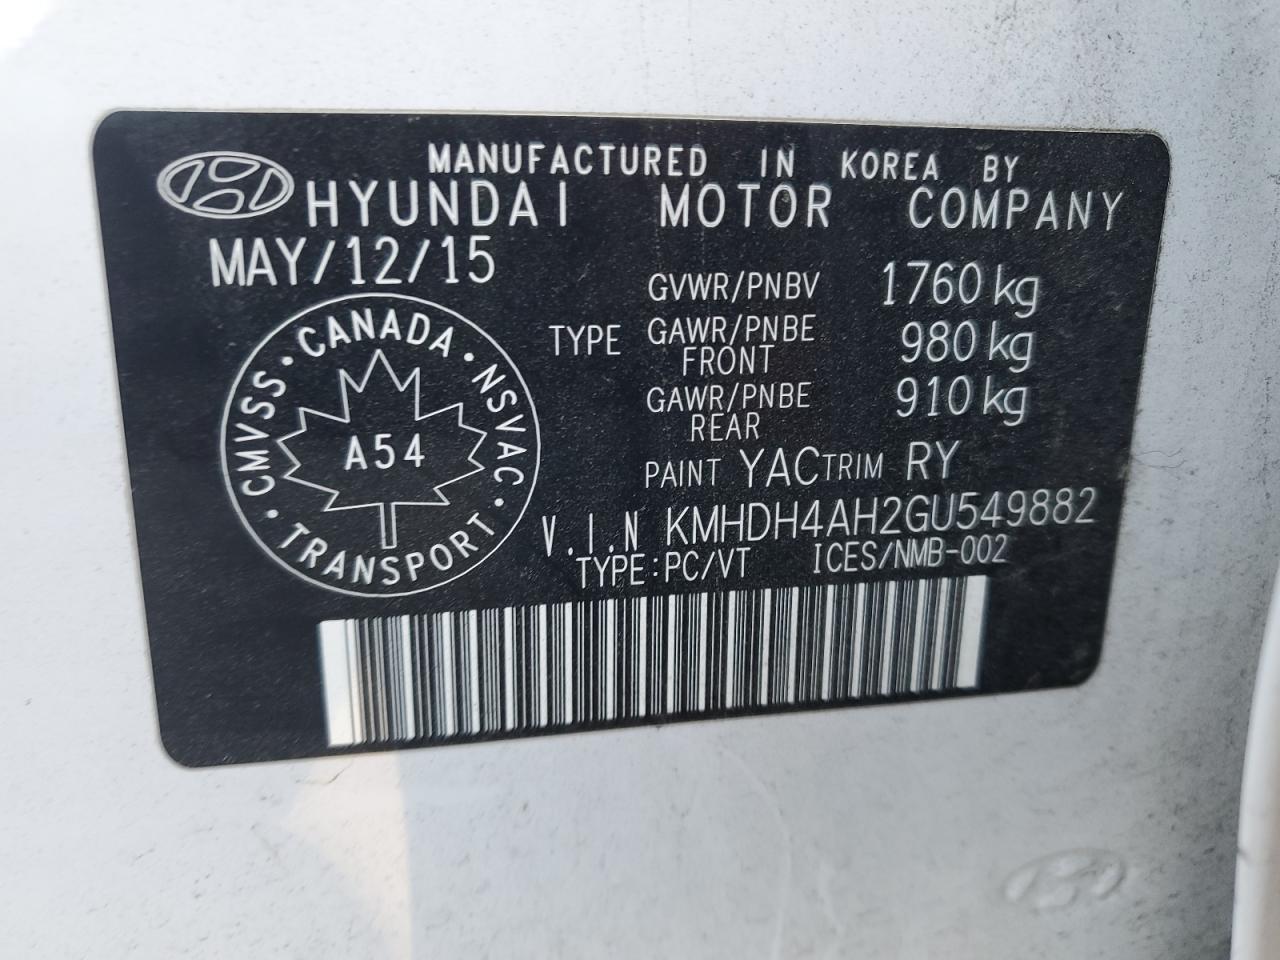 MANUFACTURED IN KOREA BY
HYUNDAI MOTOR COMPANY
MAY/12/15
GVWR/PNBV 1760 kg
TYPE GAWR/PNBE FRONT 980 kg
GAWR/PNBE REAR 910 kg
PAINT YAC TRIM RY
V.I.N KMHDH4AH2GU549882
TYPE:PC/VT ICES/NMB-002
CANADA
CMVSS · NSVAC
A54
TRANSPORT